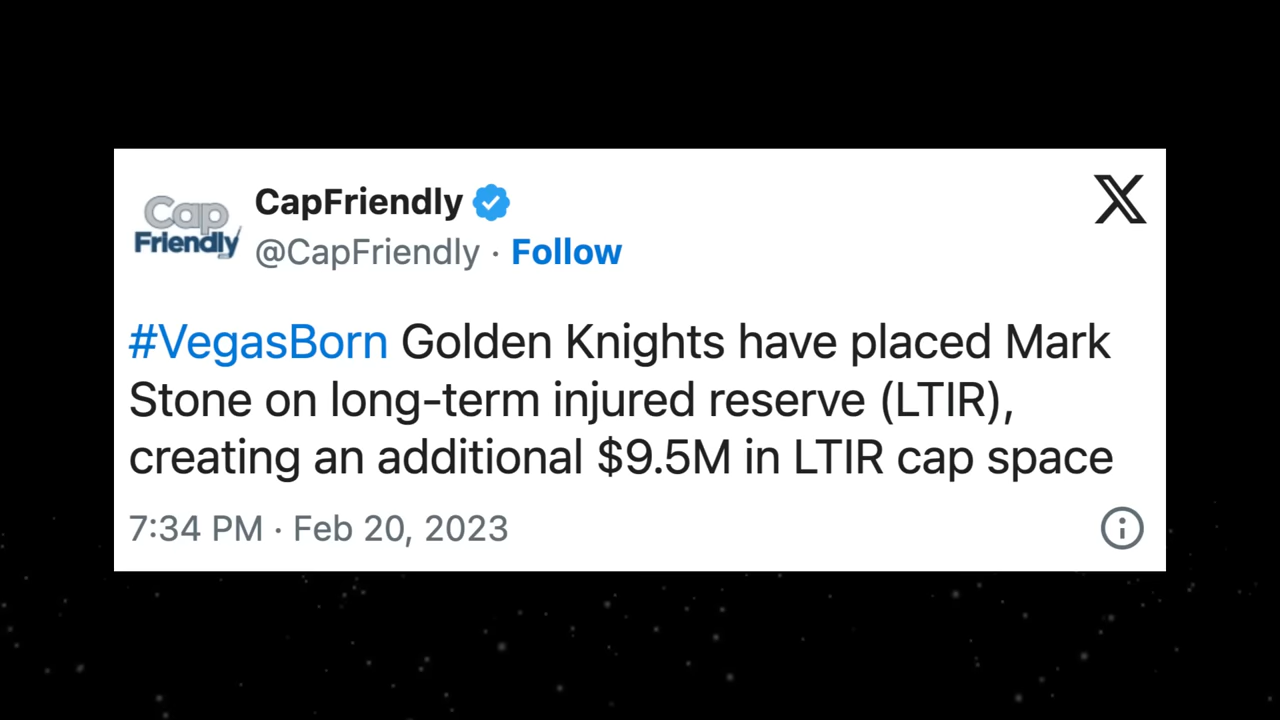 Cap
Friendly
CapFriendly
@CapFriendly · Follow
#VegasBorn Golden Knights have placed Mark
Stone on long-term injured reserve (LTIR),
creating an additional $9.5M in LTIR cap space
7:34 PM · Feb 20, 2023